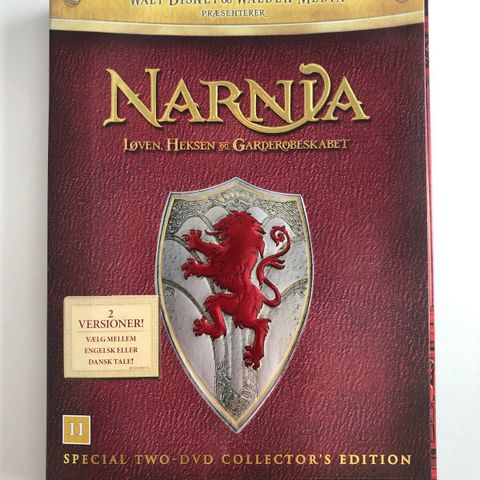 WALT DISNEY & WALDEN MEDIA
PRÆSENTERER
NARNIA
LØVEN, HEKSEN OG GARDEROBESKABET
2
VERSIONER!
VÆLG MELLEM
ENGELSK ELLER
DANSK TALE!
11
SPECIAL TWO-DVD COLLECTOR'S EDITION